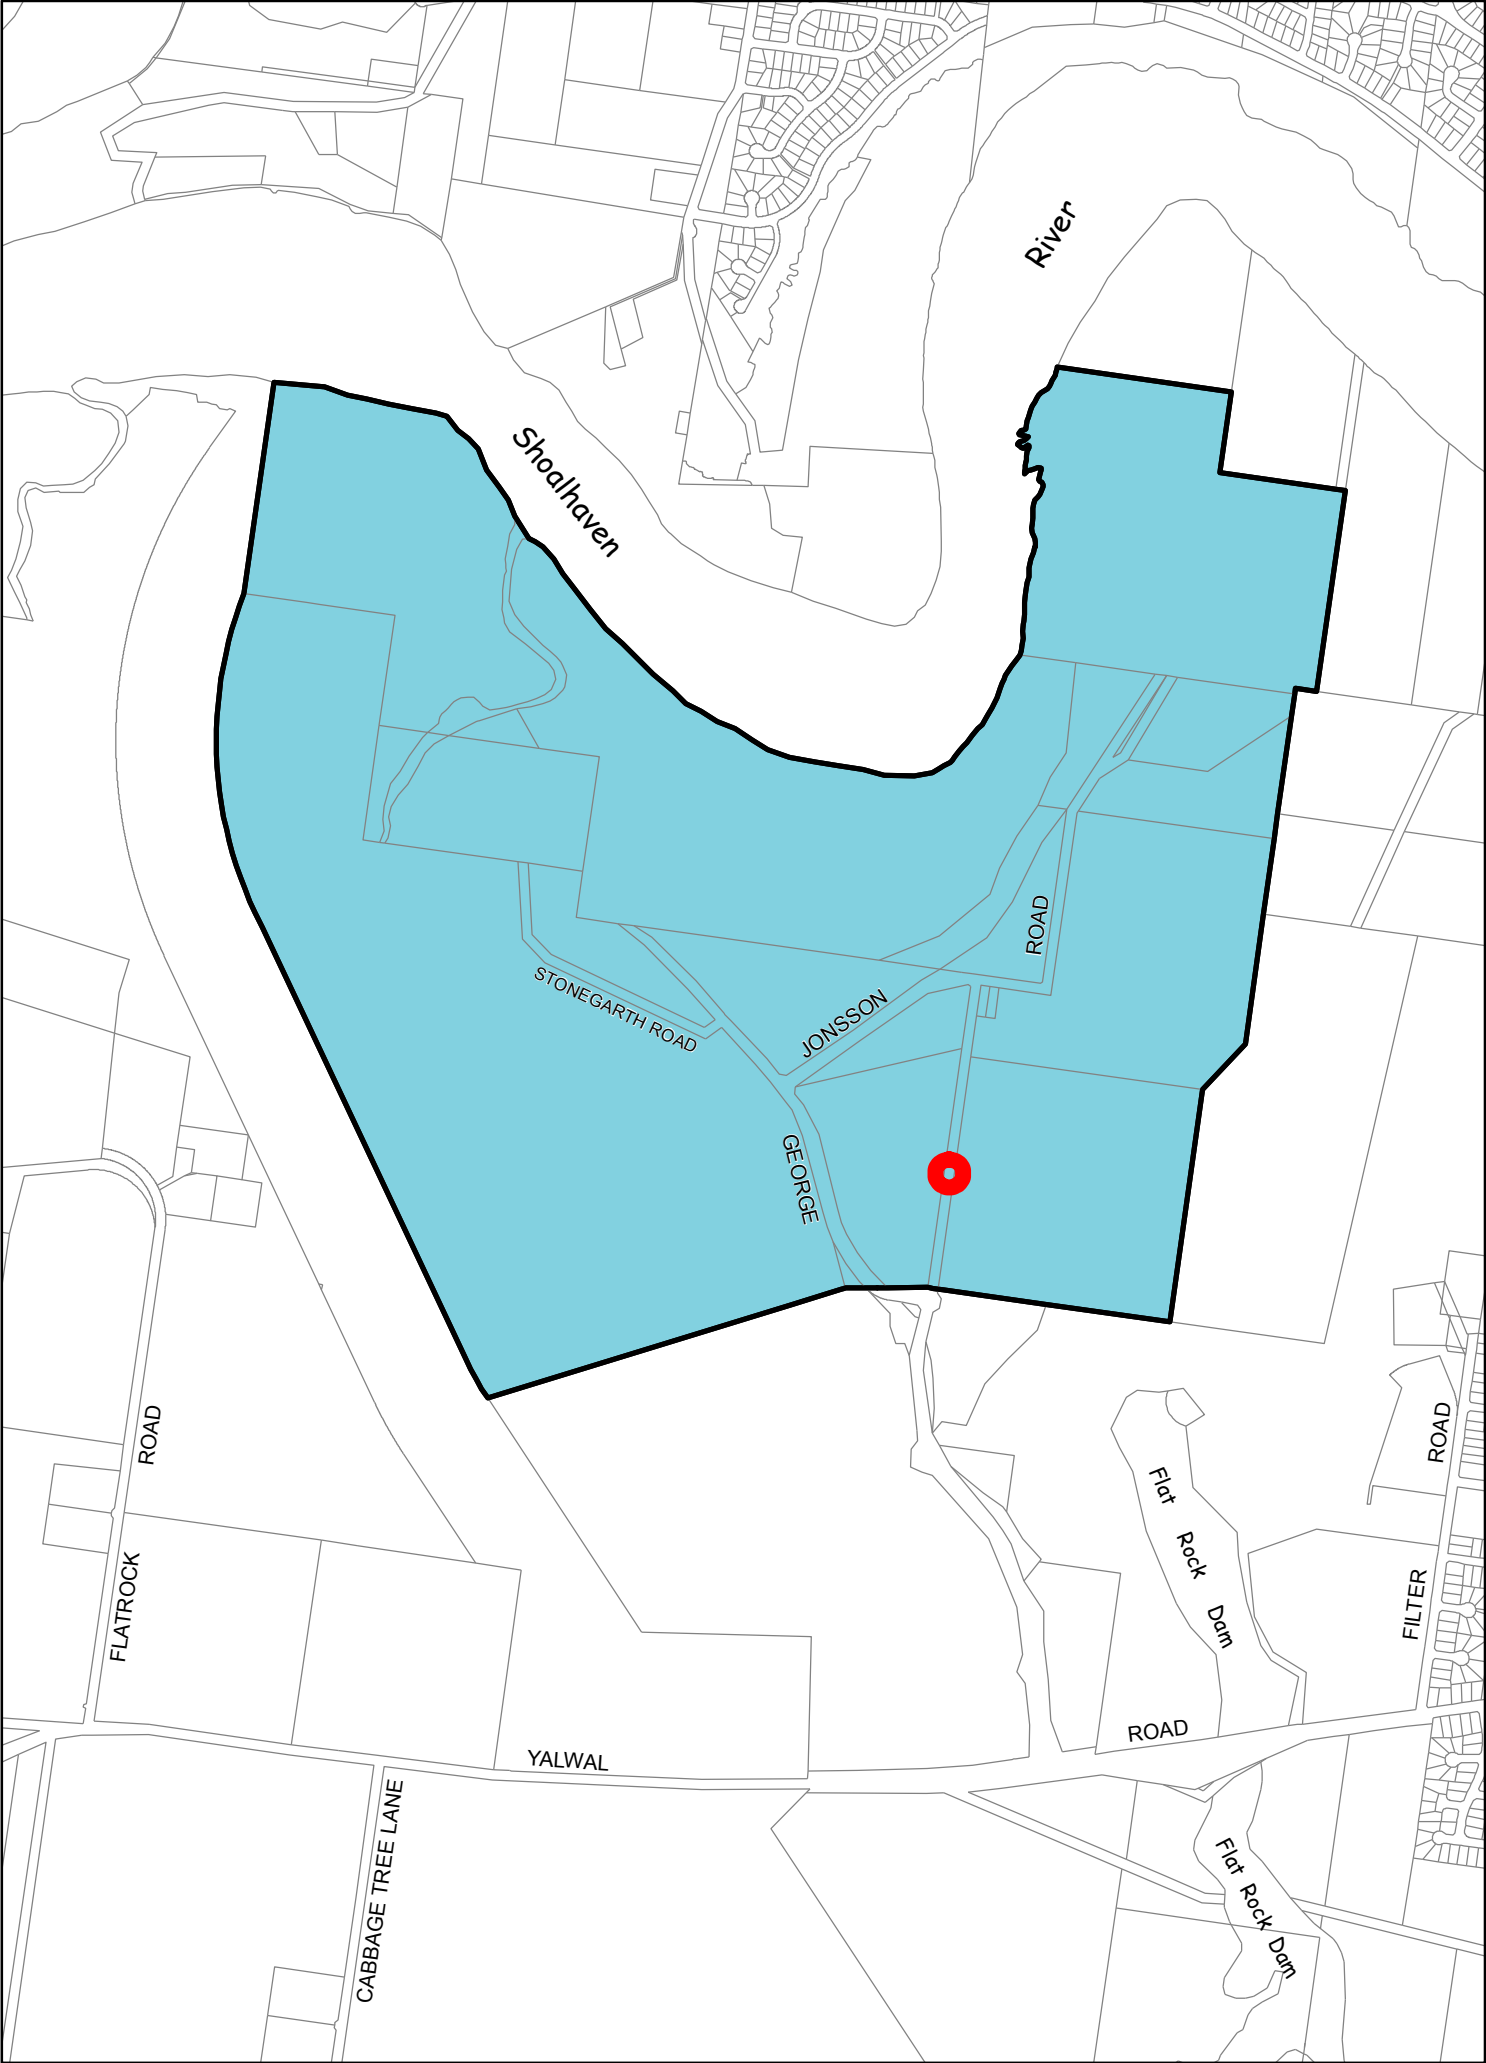 River
Shoalhaven
ROAD
STONEGARTH ROAD
JONSSON
GEORGE
ROAD
FLATROCK
ROAD
FILTER
Flat Rock Dam
YALWAL
ROAD
CABBAGE TREE LANE
Flat Rock Dam